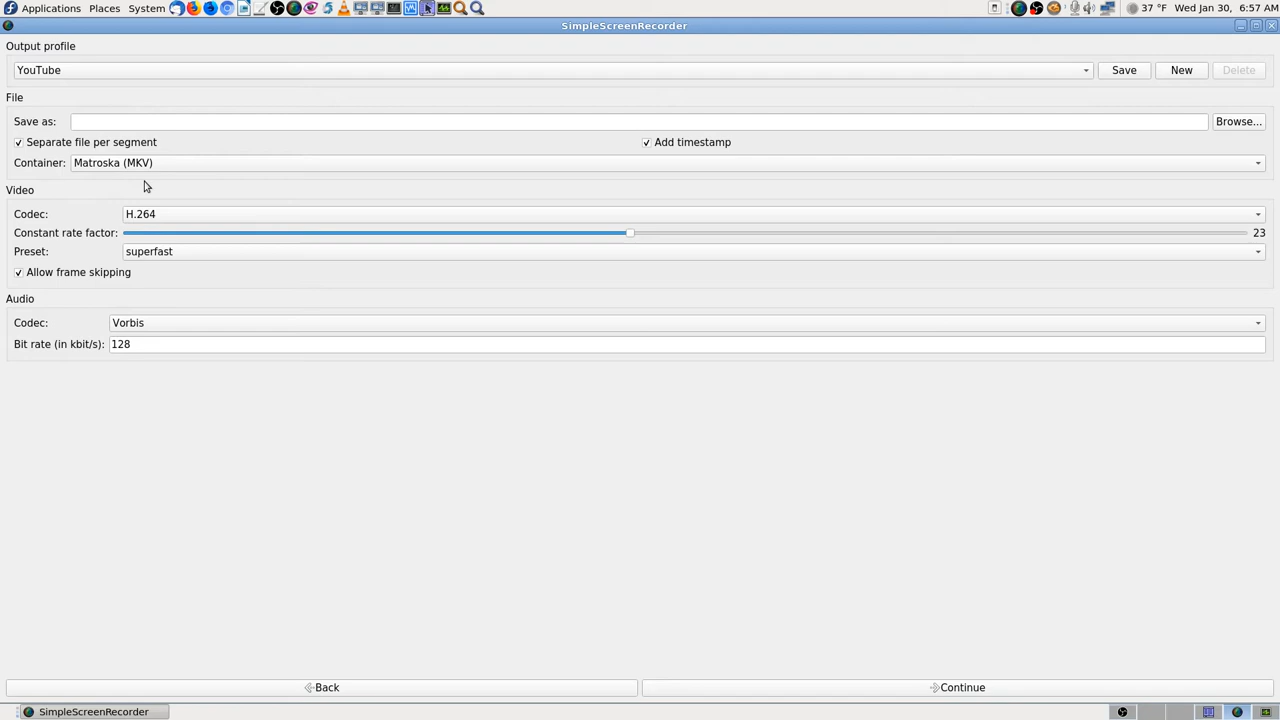 Applications Places System 37 °F Wed Jan 30, 6:57 AM
SimpleScreenRecorder
Output profile
YouTube Save New Delete
File
Save as: Browse...
Separate file per segment Add timestamp
Container: Matroska (MKV)
Video
Codec: H.264
Constant rate factor: 23
Preset: superfast
Allow frame skipping
Audio
Codec: Vorbis
Bit rate (in kbit/s): 128
Back Continue
SimpleScreenRecorder